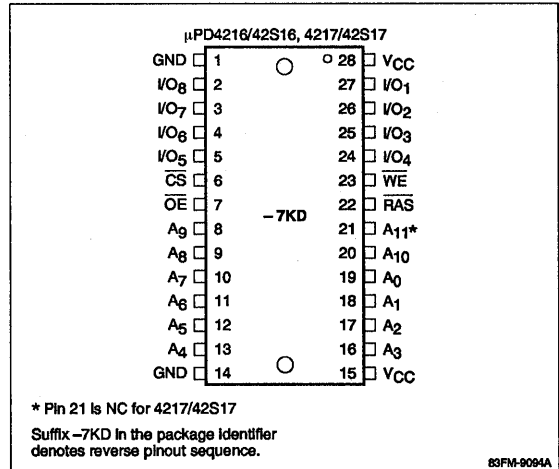 μPD4216/42S16, 4217/42S17
GND 1 28 VCC
I/O8 2 27 I/O1
I/O7 3 26 I/O2
I/O6 4 25 I/O3
I/O5 5 24 I/O4
CS 6 23 WE
OE 7 22 RAS
–7KD
A9 8 21 A11*
A8 9 20 A10
A7 10 19 A0
A6 11 18 A1
A5 12 17 A2
A4 13 16 A3
GND 14 15 VCC
* Pin 21 is NC for 4217/42S17
Suffix –7KD in the package identifier
denotes reverse pinout sequence.
83FM-9094A